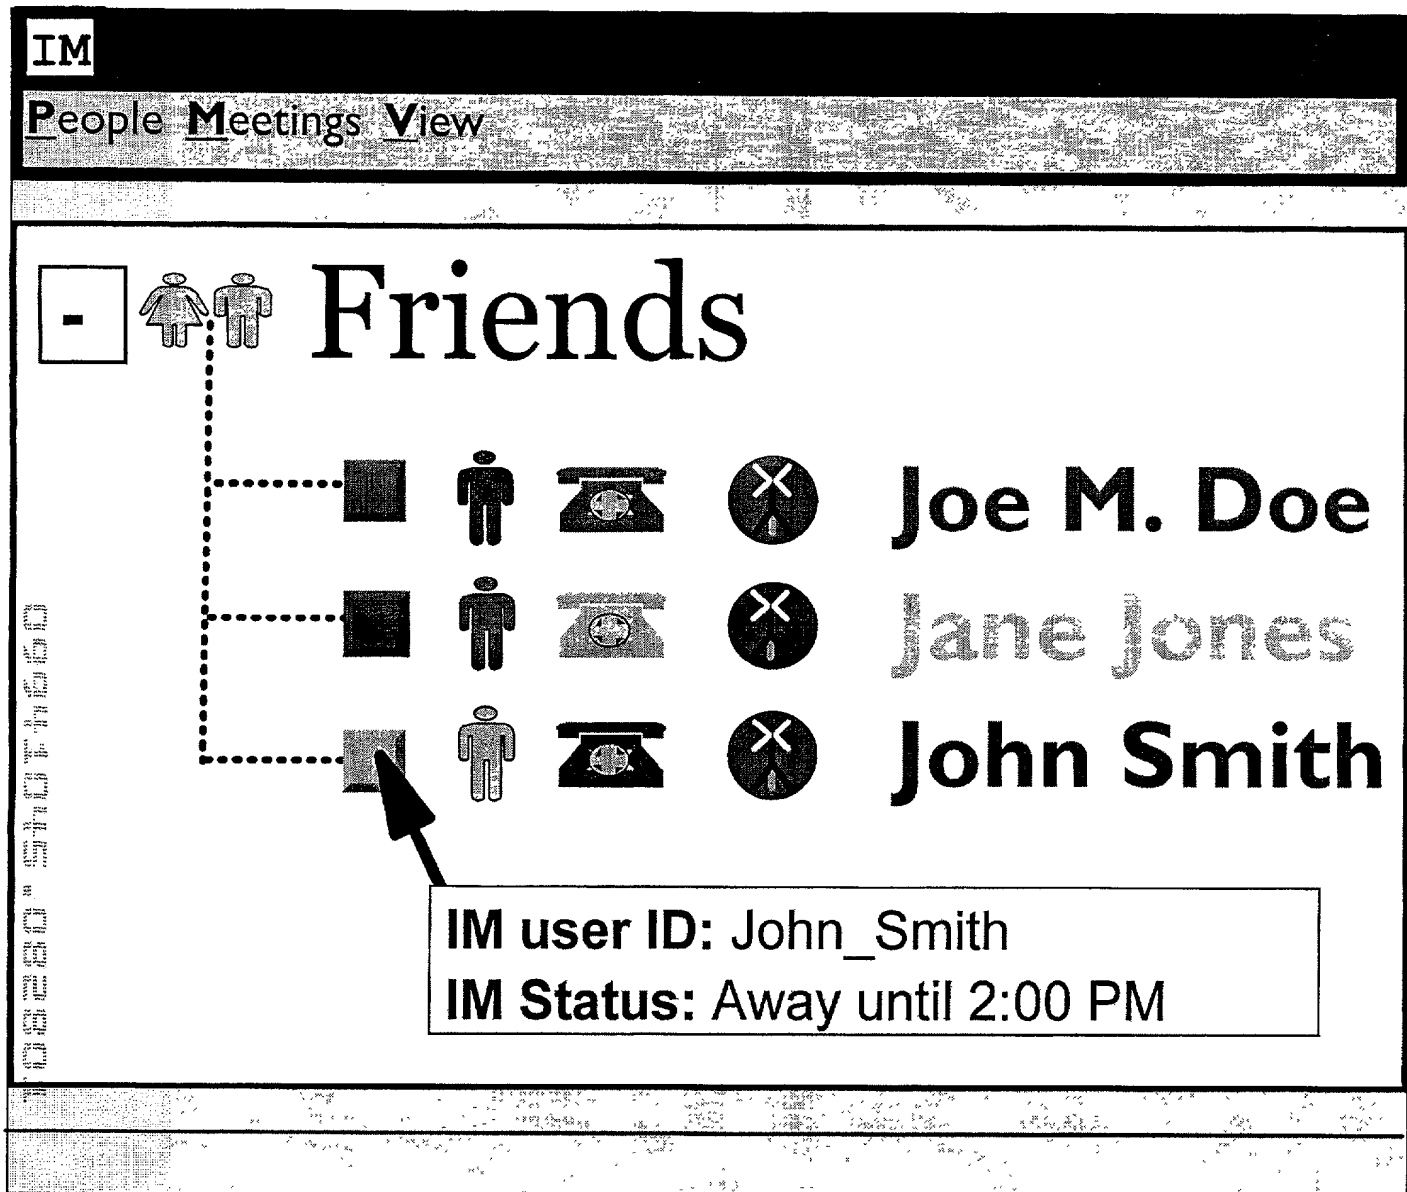 IM
People Meetings View
- Friends
Joe M. Doe
Jane Jones
John Smith
IM user ID: John_Smith
IM Status: Away until 2:00 PM